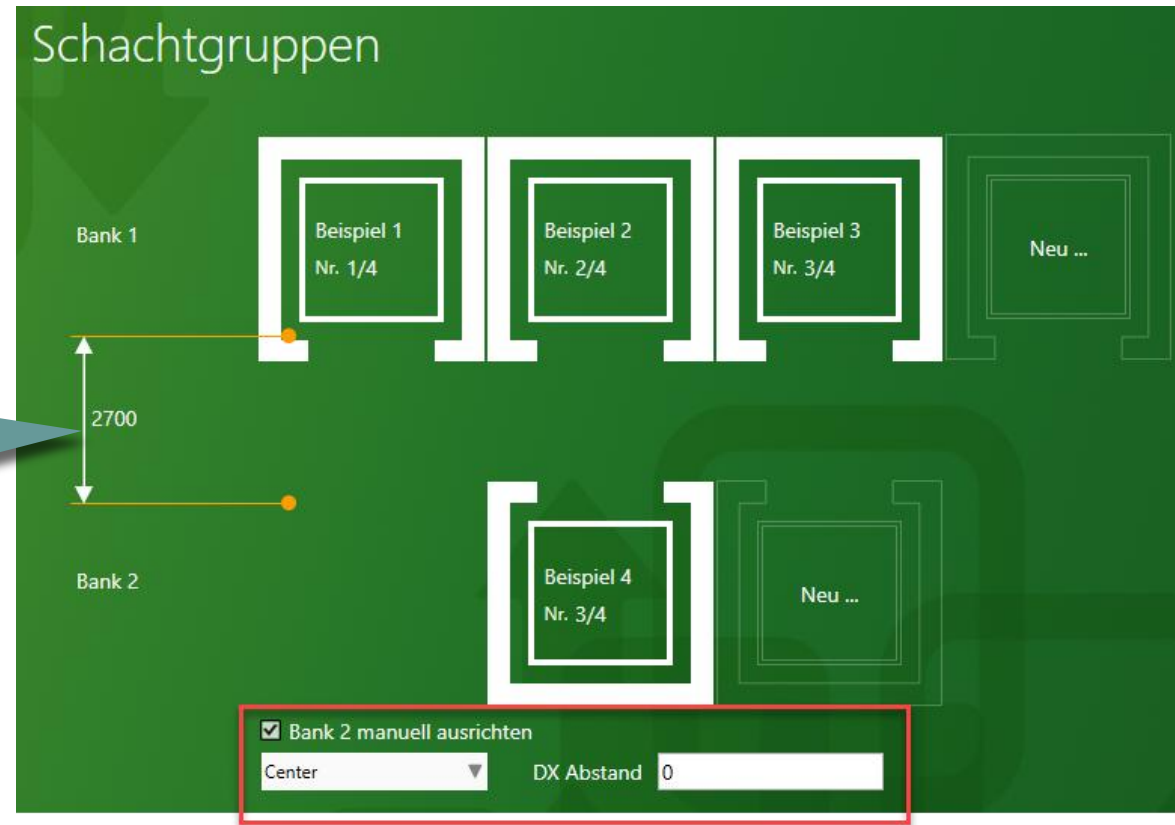 Schachtgruppen
Bank 1
Beispiel 1
Nr. 1/4
Beispiel 2
Nr. 2/4
Beispiel 3
Nr. 3/4
Neu ...
2700
Bank 2
Beispiel 4
Nr. 3/4
Neu ...
Bank 2 manuell ausrichten
Center
DX Abstand 0